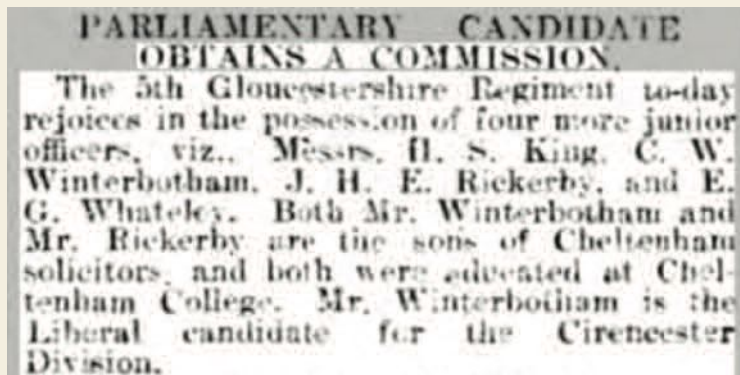 PARLIAMENTARY CANDIDATE
OBTAINS A COMMISSION.
The 5th Gloucestershire Regiment to-day
rejoices in the possession of four more junior
officers, viz., Messrs. H. S. King, C. W.
Winterbotham, J. H. E. Rickerby, and E.
G. Whateley. Both Mr. Winterbotham and
Mr. Rickerby are the sons of Cheltenham
solicitors, and both were educated at Chel-
tenham College. Mr. Winterbotham is the
Liberal candidate for the Cirencester
Division.